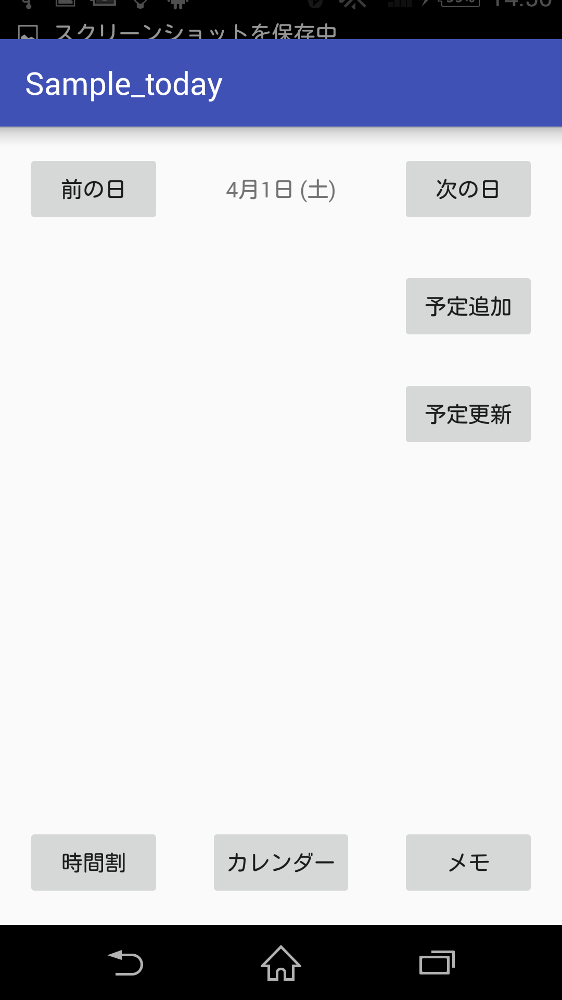 スクリーンショットを保存中
Sample_today
前の日
4月1日 (土)
次の日
予定追加
予定更新
時間割
カレンダー
メモ